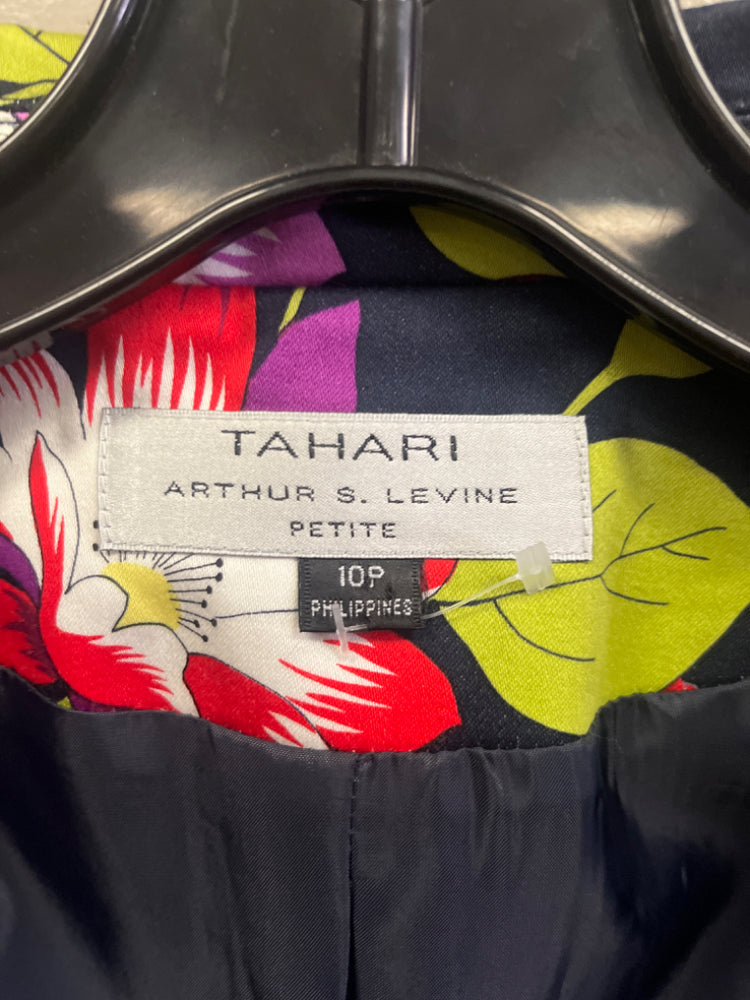 TAHARI
ARTHUR S. LEVINE
PETITE
10P
PHILIPPINES